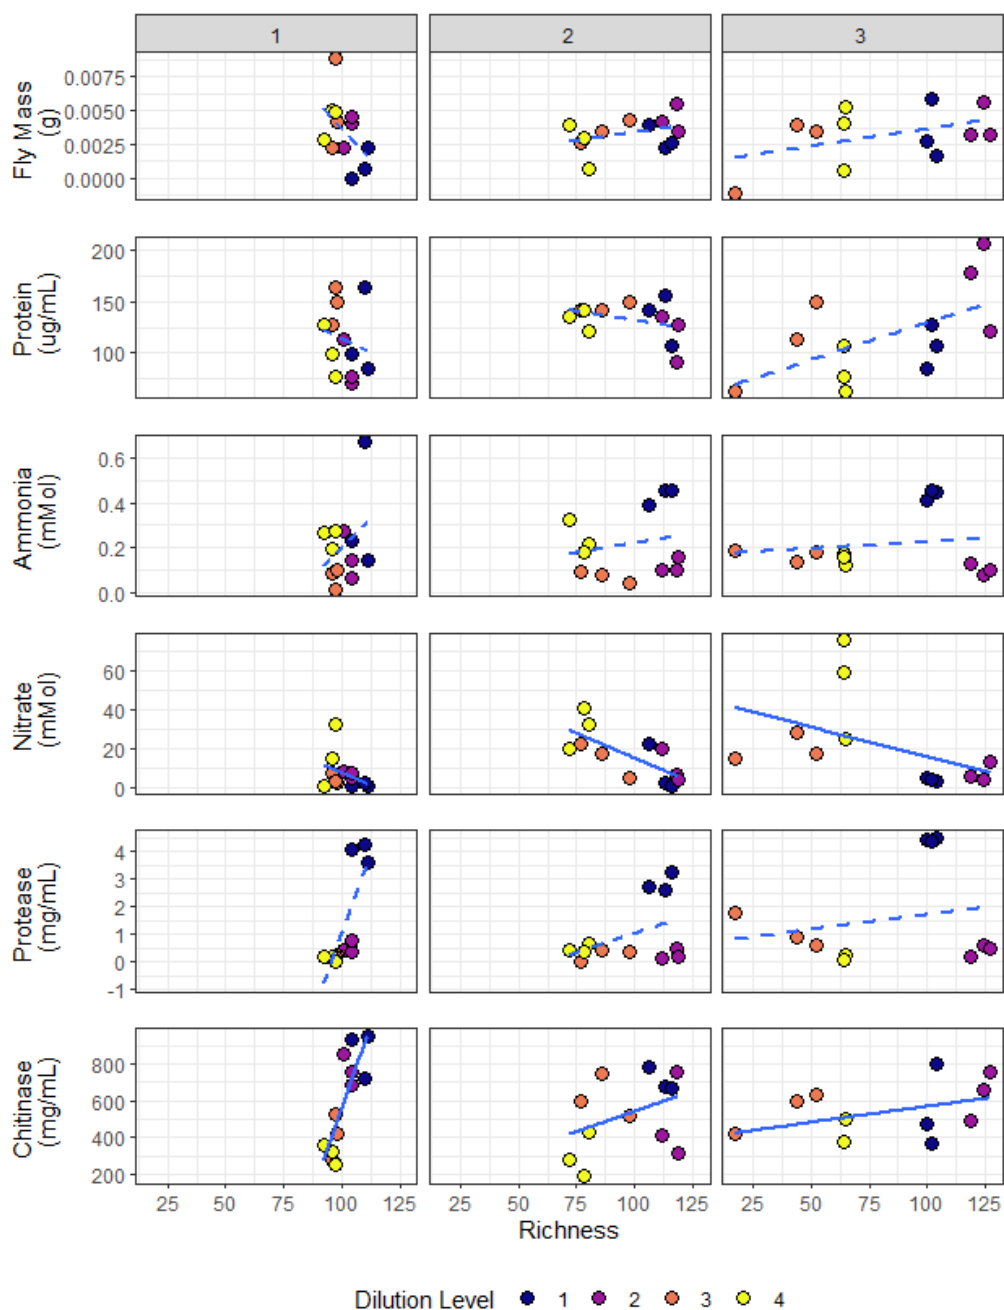 1 2 3
Fly Mass
(g)
0.0075
0.0050
0.0025
0.0000
Protein
(ug/mL)
200
150
100
Ammonia
(mMol)
0.6
0.4
0.2
0.0
Nitrate
(mMol)
60
40
20
0
Protease
(mg/mL)
4
3
2
1
0
-1
Chitinase
(mg/mL)
800
600
400
200
25 50 75 100 125 25 50 75 100 125 25 50 75 100 125
Richness
Dilution Level 1 2 3 4